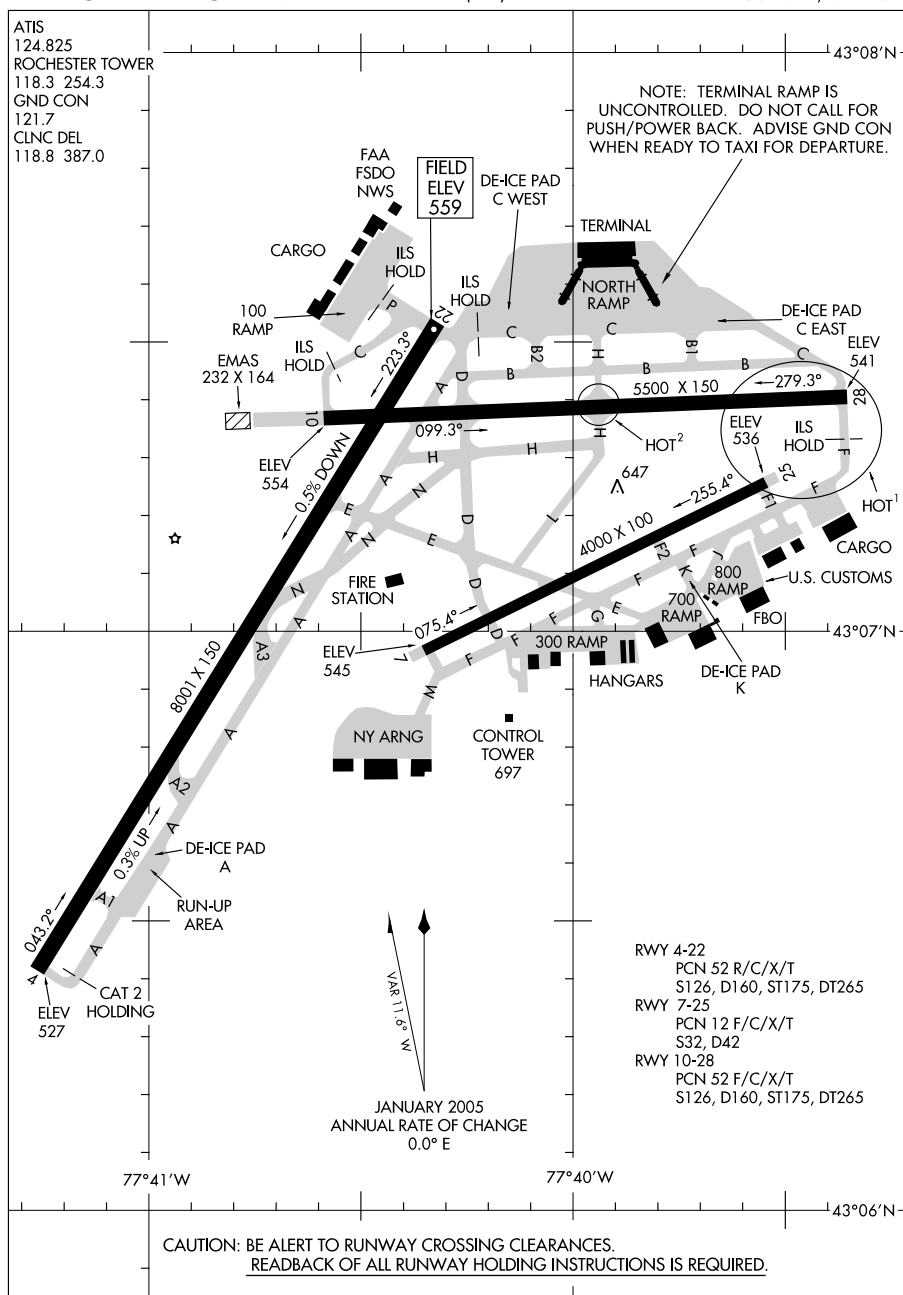 ATIS
124.825
ROCHESTER TOWER
118.3 254.3
GND CON
121.7
CLNC DEL
118.8 387.0
43°08'N
NOTE: TERMINAL RAMP IS
UNCONTROLLED. DO NOT CALL FOR
PUSH/POWER BACK. ADVISE GND CON
WHEN READY TO TAXI FOR DEPARTURE.
FAA
FSDO
NWS
FIELD
ELEV
559
DE-ICE PAD
C WEST
TERMINAL
CARGO
ILS
HOLD
ILS
HOLD
NORTH
RAMP
100
RAMP
P
22
C
C
DE-ICE PAD
C EAST
EMAS
232 X 164
ILS
HOLD
C
223.3°
B2
H
B1
C
ELEV
541
A
D
B
B
B
5500 X 150
279.3°
28
10
099.3°
H
HOT²
ELEV
536
ILS
HOLD
F
ELEV
554
0.5% DOWN
H
H
647
25
HOT¹
A
N
255.4°
F1
F
E
A
N
D
E
L
4000 X 100
F2
F
J
CARGO
U.S. CUSTOMS
FIRE
STATION
N
A
D
F
K
800
RAMP
700
RAMP
FBO
075.4°
D
F
F
G
E
300 RAMP
43°07'N
ELEV
545
7
F
A3
8001 X 150
M
HANGARS
DE-ICE PAD
K
A
NY ARNG
CONTROL
TOWER
697
A2
A
0.3% UP
A
DE-ICE PAD
A
A1
RUN-UP
AREA
043.2°
A
4
CAT 2
HOLDING
ELEV
527
VAR 11.6° W
JANUARY 2005
ANNUAL RATE OF CHANGE
0.0° E
RWY 4-22
PCN 52 R/C/X/T
S126, D160, ST175, DT265
RWY 7-25
PCN 12 F/C/X/T
S32, D42
RWY 10-28
PCN 52 F/C/X/T
S126, D160, ST175, DT265
77°41'W
77°40'W
43°06'N
CAUTION: BE ALERT TO RUNWAY CROSSING CLEARANCES.
READBACK OF ALL RUNWAY HOLDING INSTRUCTIONS IS REQUIRED.